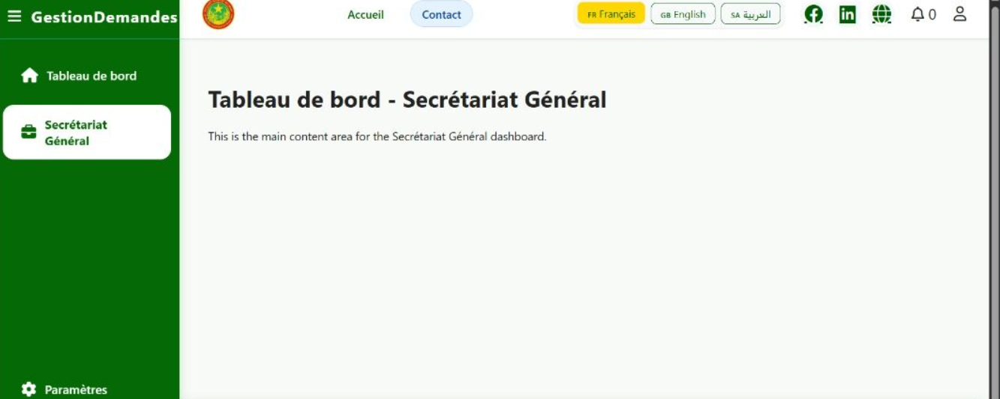 GestionDemandes
Accueil
Contact
FR Français
GB English
SA العربية
0
Tableau de bord
Secrétariat
Général
Paramètres
Tableau de bord - Secrétariat Général
This is the main content area for the Secrétariat Général dashboard.